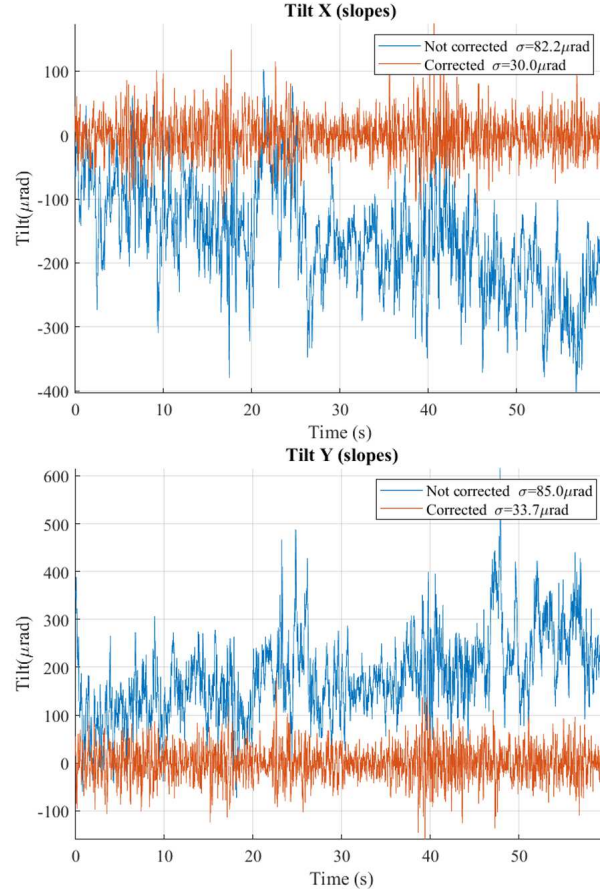 Tilt X (slopes)
Not corrected σ=82.2μrad
Corrected σ=30.0μrad
100
0
-100
-200
-300
-400
Tilt(μrad)
0 10 20 30 40 50
Time (s)
Tilt Y (slopes)
Not corrected σ=85.0μrad
Corrected σ=33.7μrad
600
500
400
300
200
100
0
-100
Tilt(μrad)
0 10 20 30 40 50
Time (s)